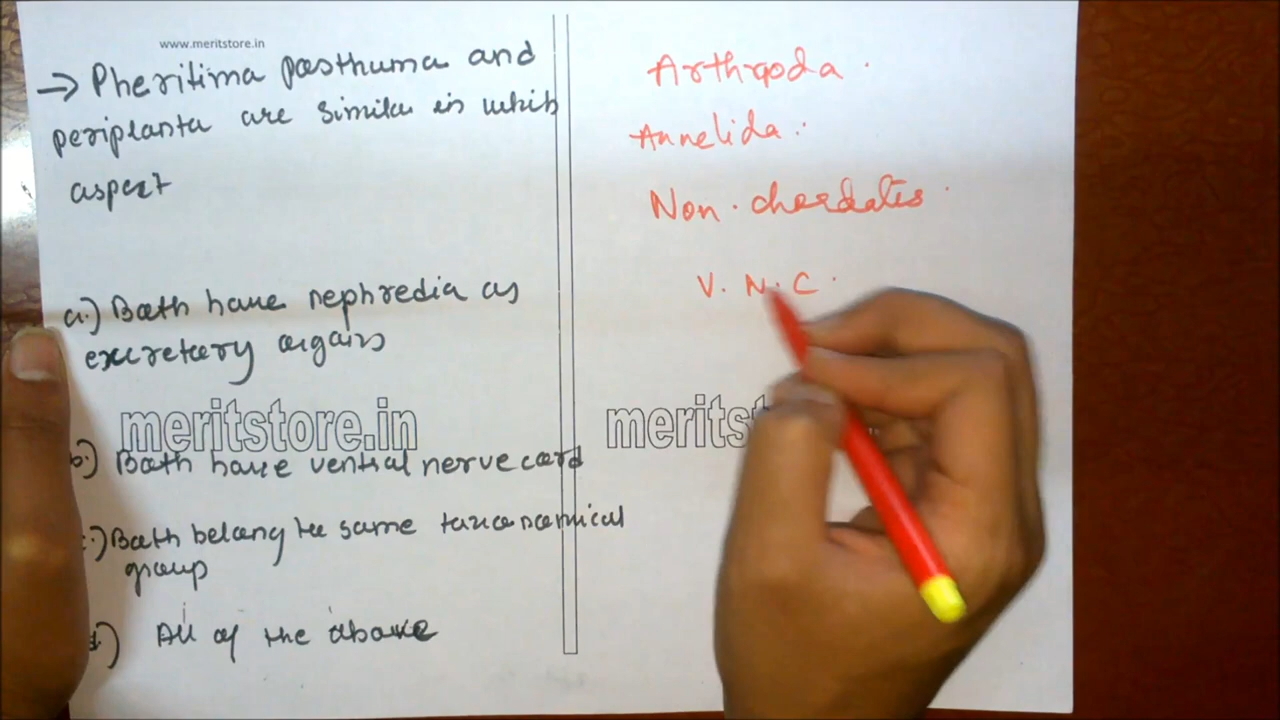 www.meritstore.in
→ Pheritima posthuma and
periplanta are similar in which
aspect
a.) Both have nephredia as
excretory organs
meritstore.in
b.) Both have ventral nerve cord
c.) Both belong to same taxonomical
group
d.) All of the above
Arthropoda.
Annelida.
Non-chordates.
V.N.C.
merits